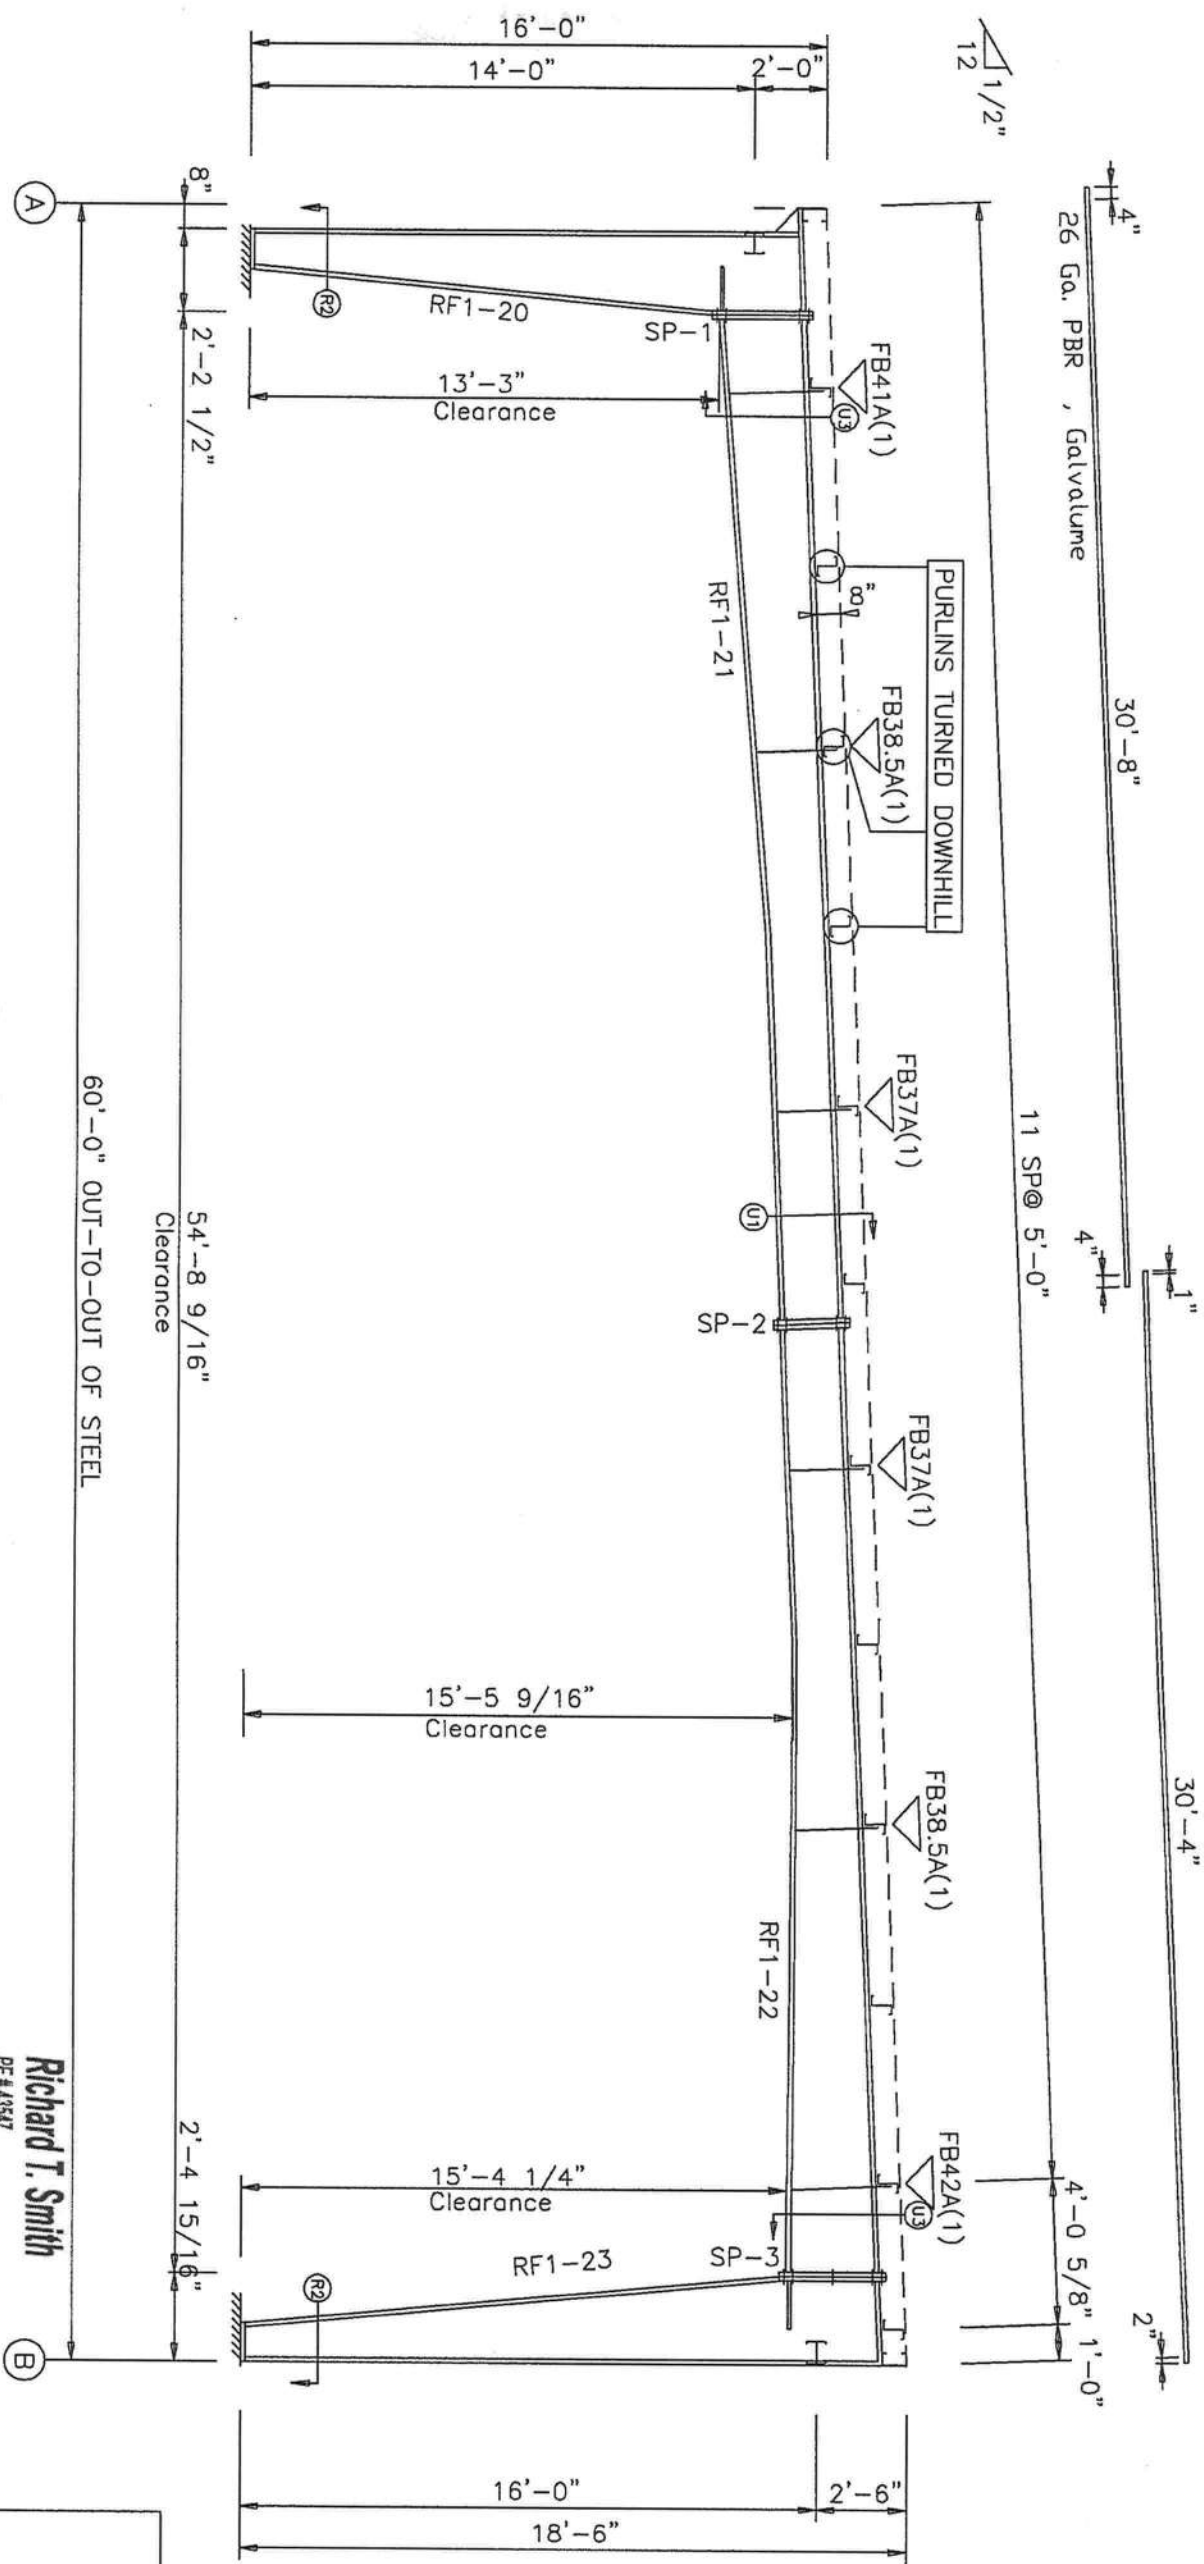 1/2"
12
4"
30'-8"
26 Ga. PBR , Galvalume
4"
1"
30'-4"
2"
11 SP@ 5'-0"
4'-0 5/8"
1'-0"
PURLINS TURNED DOWNHILL
FB41A(1)
FB38.5A(1)
FB37A(1)
FB37A(1)
FB38.5A(1)
FB42A(1)
U3
8"
U1
U3
16'-0"
14'-0"
2'-0"
RF1-20
SP-1
RF1-21
SP-2
RF1-22
SP-3
RF1-23
R2
R2
13'-3"
Clearance
15'-5 9/16"
Clearance
15'-4 1/4"
Clearance
16'-0"
2'-6"
18'-6"
8"
2'-2 1/2"
54'-8 9/16"
Clearance
2'-4 15/16"
A
60'-0" OUT-TO-OUT OF STEEL
B
Richard T. Smith
PE#43547